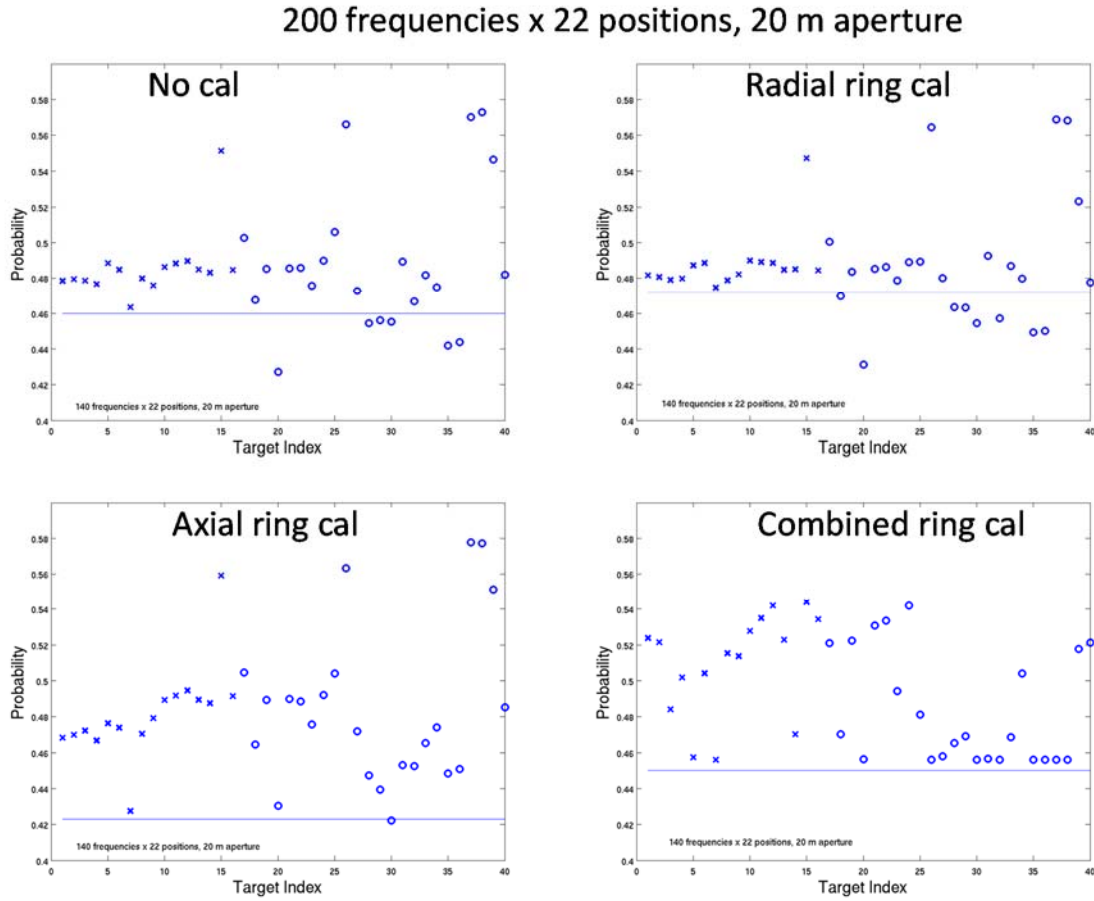 200 frequencies x 22 positions, 20 m aperture
No cal
Probability
0.58
0.56
0.54
0.52
0.5
0.48
0.46
0.44
0.42
0.4
140 frequencies x 22 positions, 20 m aperture
0 5 10 15 20 25 30 35 40
Target Index
Radial ring cal
Probability
0.58
0.56
0.54
0.52
0.5
0.48
0.46
0.44
0.42
0.4
140 frequencies x 22 positions, 20 m aperture
0 5 10 15 20 25 30 35 40
Target Index
Axial ring cal
Probability
0.58
0.56
0.54
0.52
0.5
0.48
0.46
0.44
0.42
0.4
140 frequencies x 22 positions, 20 m aperture
0 5 10 15 20 25 30 35 40
Target Index
Combined ring cal
Probability
0.58
0.56
0.54
0.52
0.5
0.48
0.46
0.44
0.42
0.4
140 frequencies x 22 positions, 20 m aperture
0 5 10 15 20 25 30 35 40
Target Index